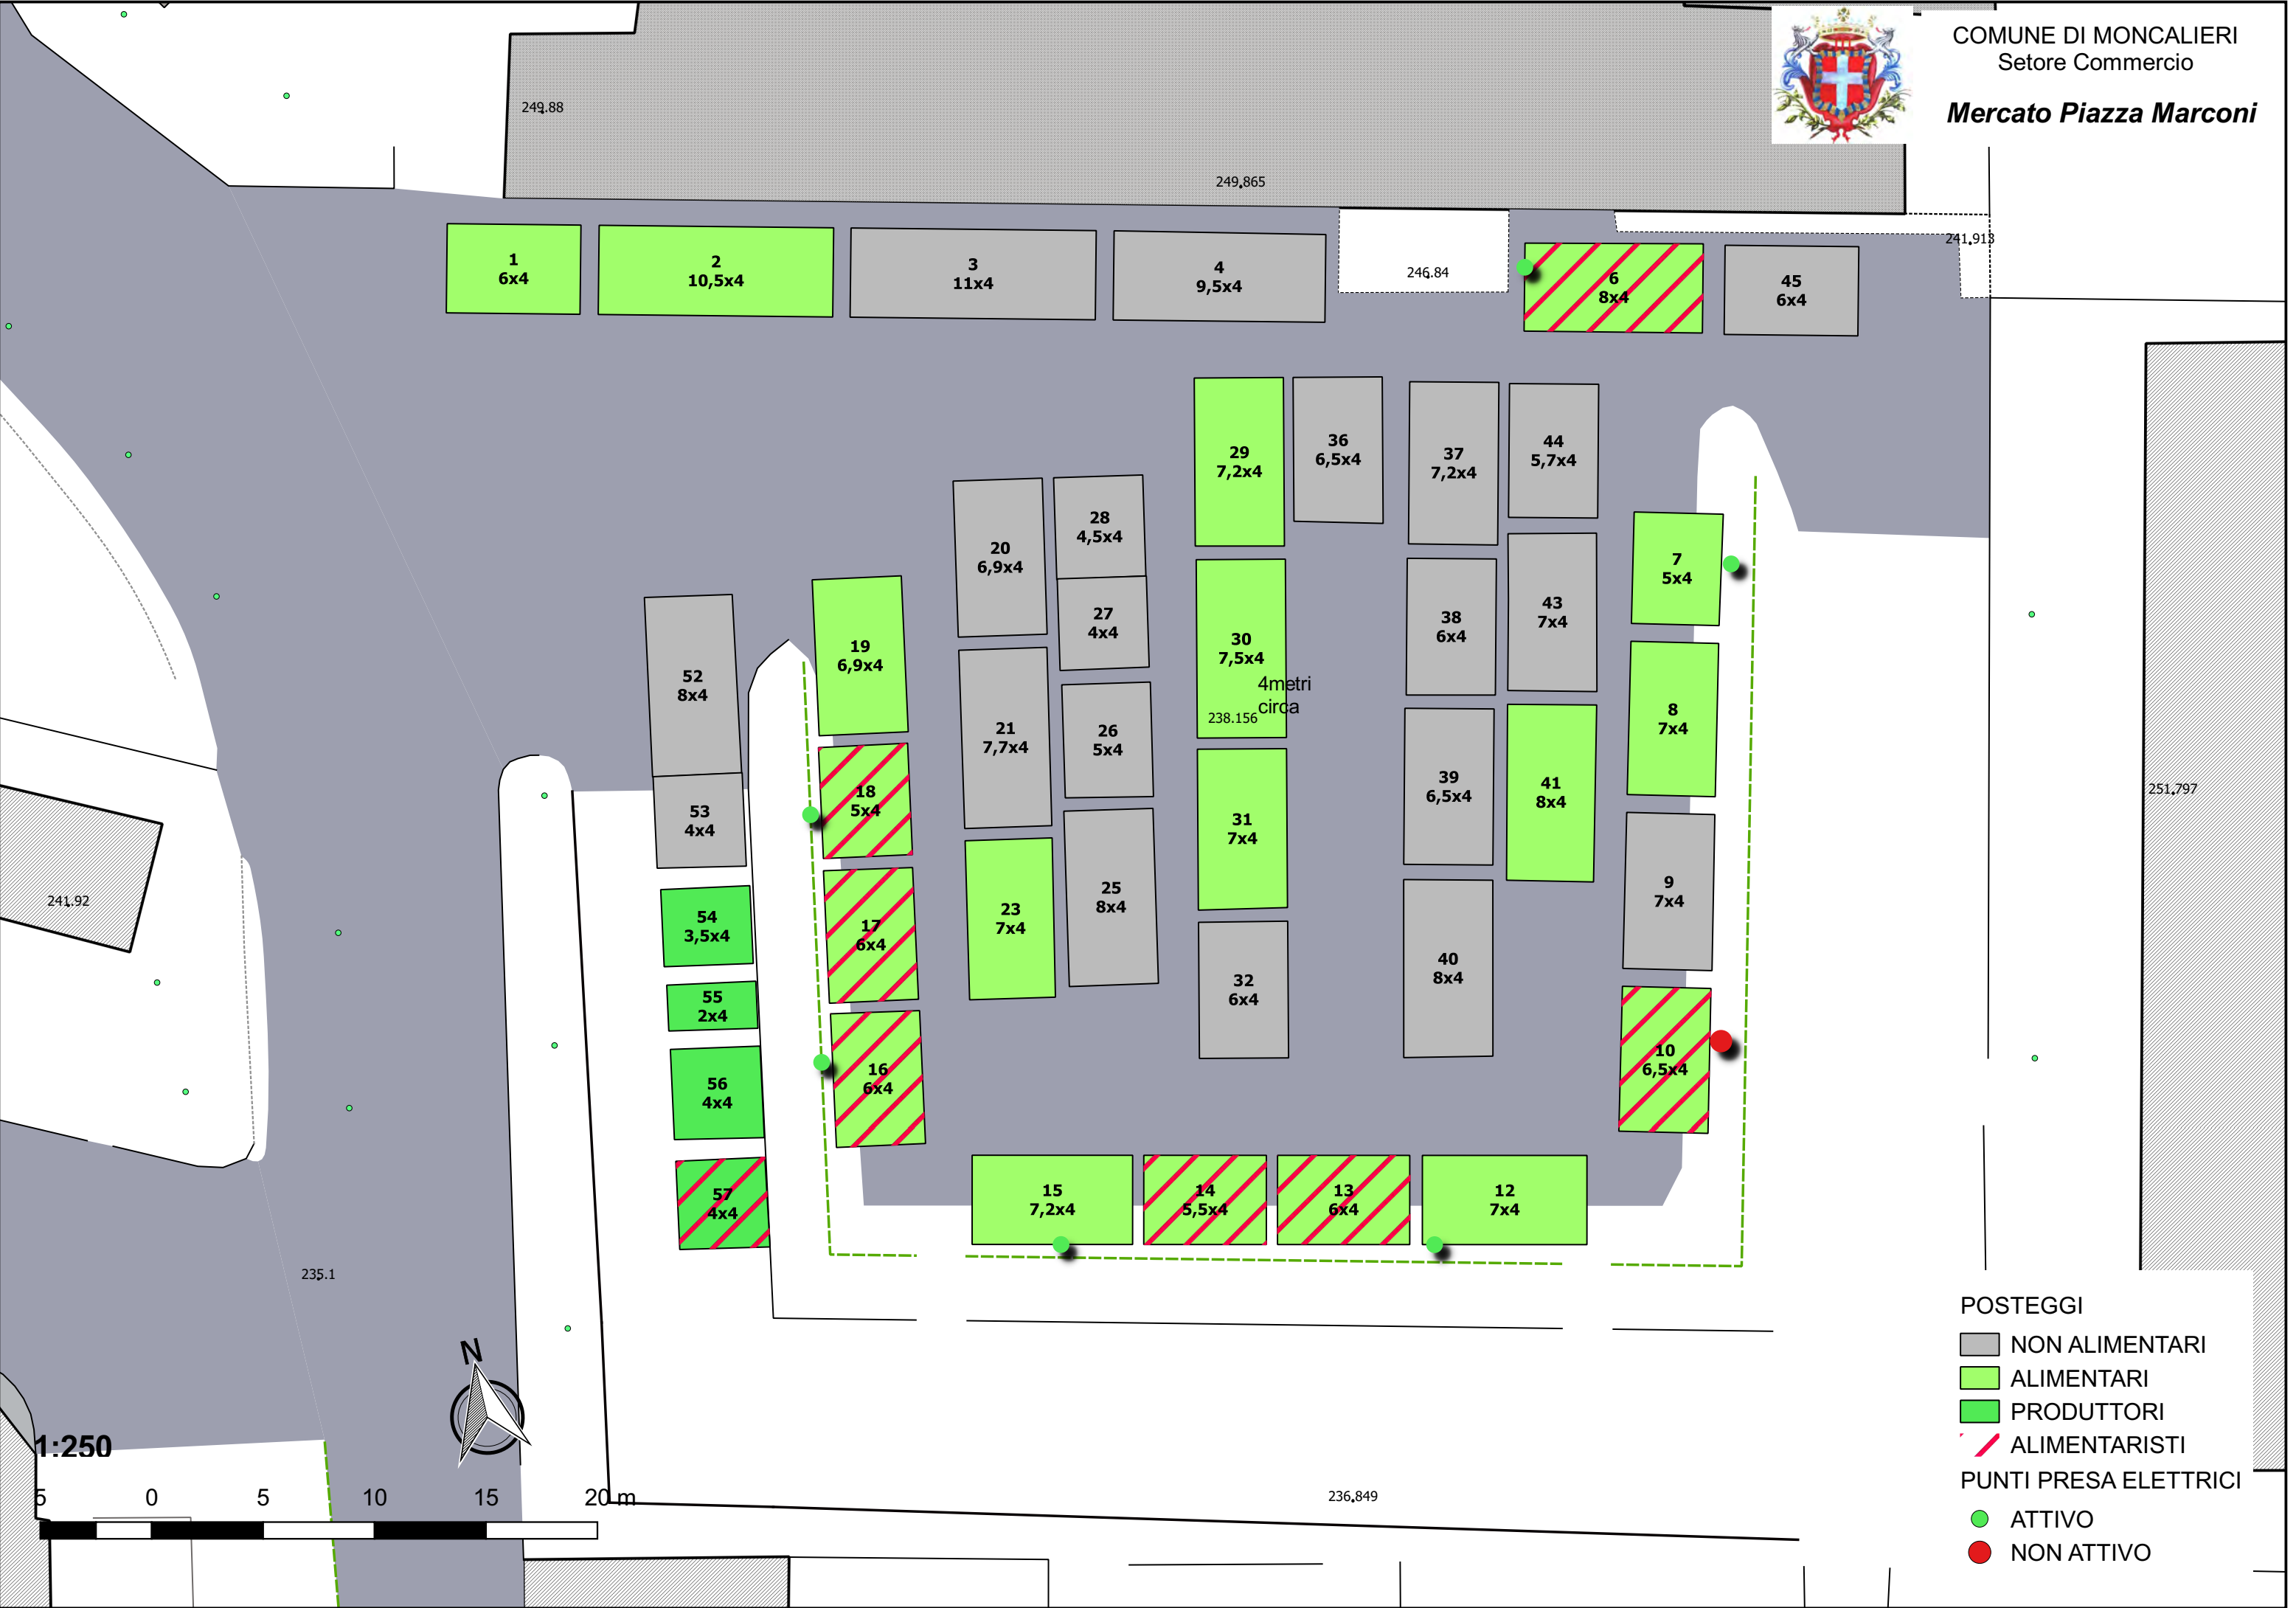 COMUNE DI MONCALIERI
Setore Commercio
Mercato Piazza Marconi
249.88
249.865
241.913
246.84
1
6x4
2
10,5x4
3
11x4
4
9,5x4
6
8x4
45
6x4
29
7,2x4
36
6,5x4
37
7,2x4
44
5,7x4
20
6,9x4
28
4,5x4
27
4x4
7
5x4
52
8x4
19
6,9x4
30
7,5x4
4metri
circa
238.156
38
6x4
43
7x4
8
7x4
21
7,7x4
26
5x4
53
4x4
18
5x4
31
7x4
39
6,5x4
41
8x4
251.797
9
7x4
241.92
54
3,5x4
17
6x4
23
7x4
25
8x4
32
6x4
40
8x4
55
2x4
56
4x4
16
6x4
10
6,5x4
57
4x4
15
7,2x4
14
5,5x4
13
6x4
12
7x4
235.1
POSTEGGI
NON ALIMENTARI
ALIMENTARI
PRODUTTORI
ALIMENTARISTI
PUNTI PRESA ELETTRICI
ATTIVO
NON ATTIVO
N
1:250
5 0 5 10 15 20 m
236.849